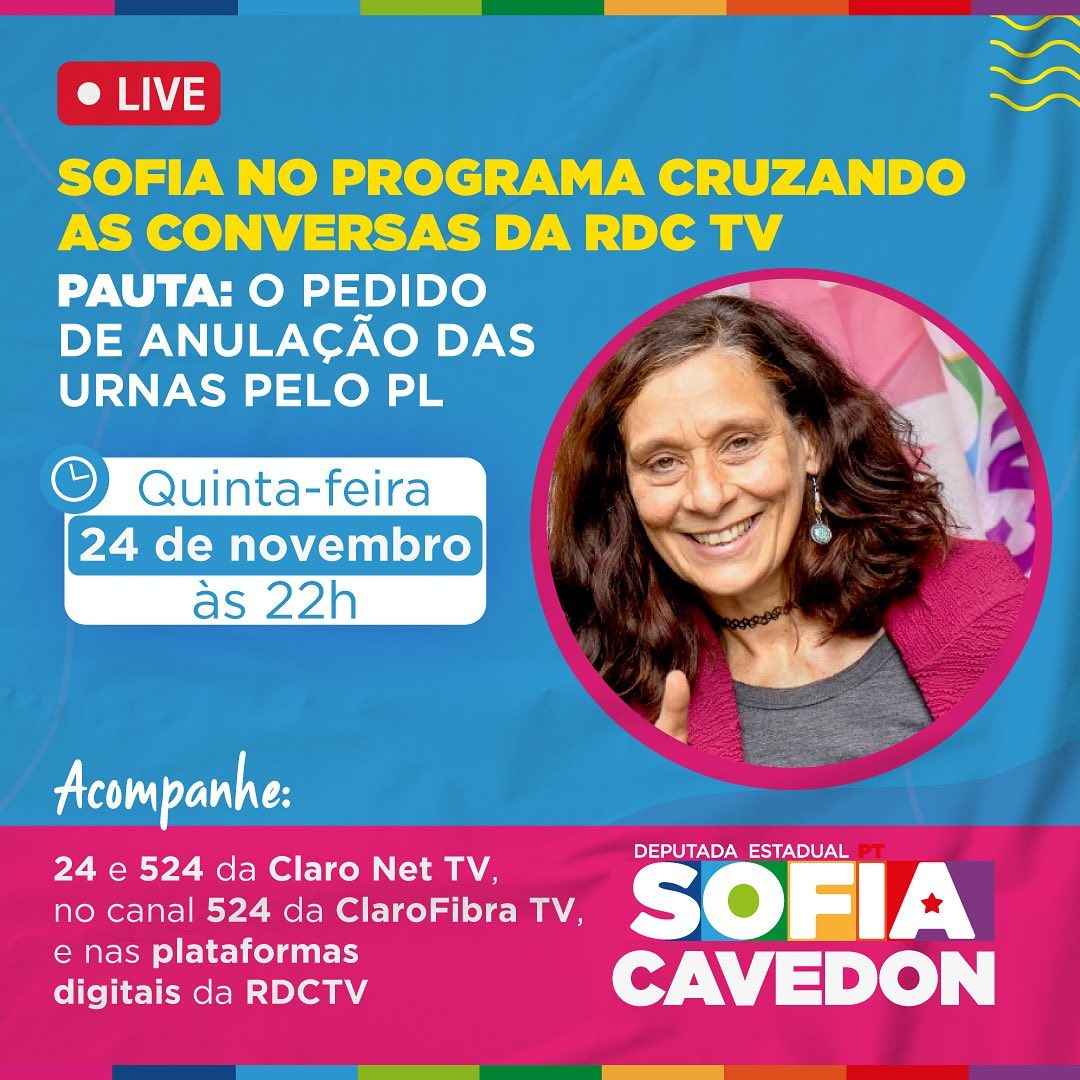 LIVE
SOFIA NO PROGRAMA CRUZANDO
AS CONVERSAS DA RDC TV
PAUTA: O PEDIDO
DE ANULAÇÃO DAS
URNAS PELO PL
Quinta-feira
24 de novembro
às 22h
Acompanhe:
24 e 524 da Claro Net TV,
no canal 524 da ClaroFibra TV,
e nas plataformas
digitais da RDCTV
DEPUTADA ESTADUAL PT
SOFIA
CAVEDON